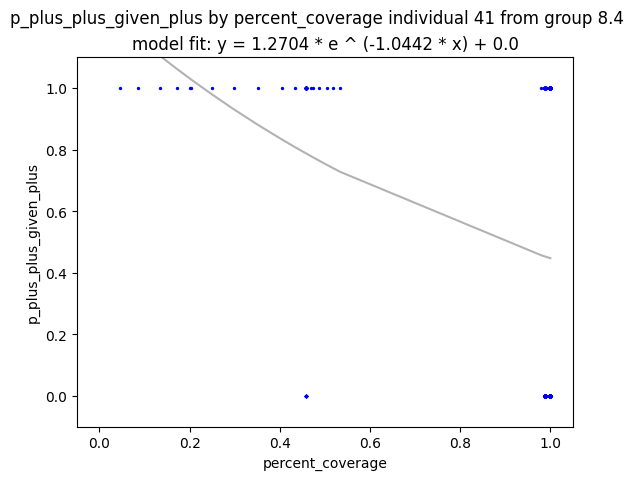 p_plus_plus_given_plus by percent_coverage individual 41 from group 8.4
model fit: y = 1.2704 * e ^ (-1.0442 * x) + 0.0
1.0
0.8
0.6
0.4
0.2
0.0
p_plus_plus_given_plus
0.0 0.2 0.4 0.6 0.8 1.0
percent_coverage